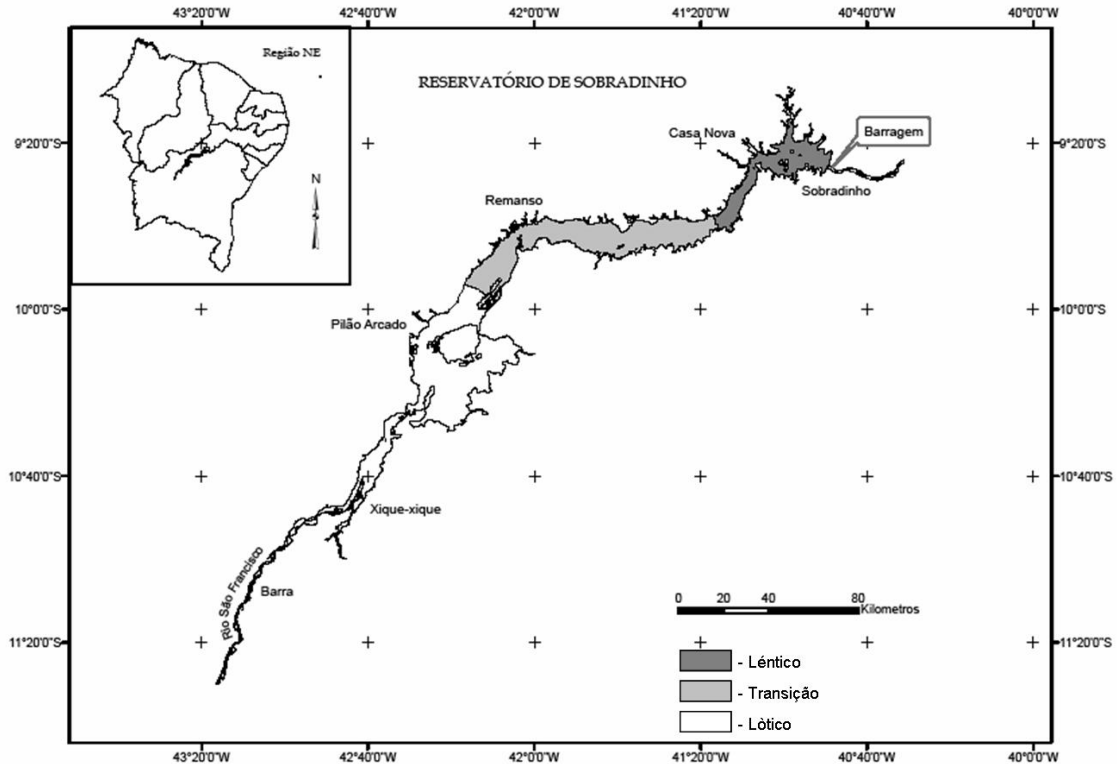 43°20'0"W 42°40'0"W 42°0'0"W 41°20'0"W 40°40'0"W 40°0'0"W
Região NE
RESERVATÓRIO DE SOBRADINHO
Casa Nova
Barragem
9°20'0"S 9°20'0"S
N
Remanso
Sobradinho
10°0'0"S 10°0'0"S
Pilão Arcado
10°40'0"S 10°40'0"S
Xique-xique
Rio São Francisco
Barra
0 20 40 80
Kilometros
11°20'0"S 11°20'0"S
- Léntico
- Transição
- Lòtico
43°20'0"W 42°40'0"W 42°0'0"W 41°20'0"W 40°40'0"W 40°0'0"W